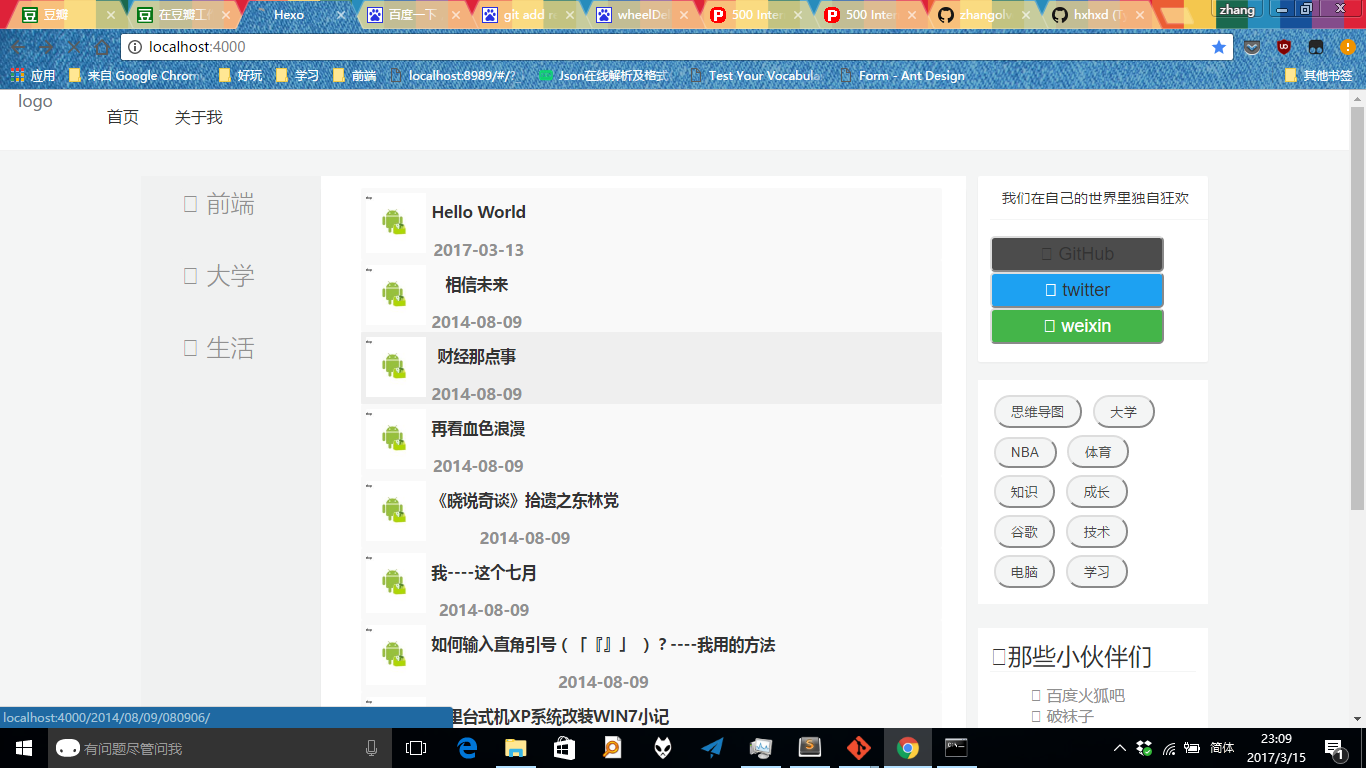 zhang
豆瓣
在豆瓣工
Hexo
百度一下
git add r
wheelDel
500 Inter
500 Inter
zhangolw
hxhxd (Ty
localhost:4000
应用
来自 Google Chrom
好玩
学习
前端
localhost:8989/#/?
Json在线解析及格式
Test Your Vocabula
Form - Ant Design
其他书签
logo
首页
关于我
前端
大学
生活
Hello World
2017-03-13
相信未来
2014-08-09
财经那点事
2014-08-09
再看血色浪漫
2014-08-09
《晓说奇谈》拾遗之东林党
2014-08-09
我----这个七月
2014-08-09
如何输入直角引号（「『』」 ）？----我用的方法
2014-08-09
里台式机XP系统改装WIN7小记
我们在自己的世界里独自狂欢
GitHub
twitter
weixin
思维导图
大学
NBA
体育
知识
成长
谷歌
技术
电脑
学习
那些小伙伴们
百度火狐吧
破袜子
localhost:4000/2014/08/09/080906/
有问题尽管问我
简体
23:09
2017/3/15
1